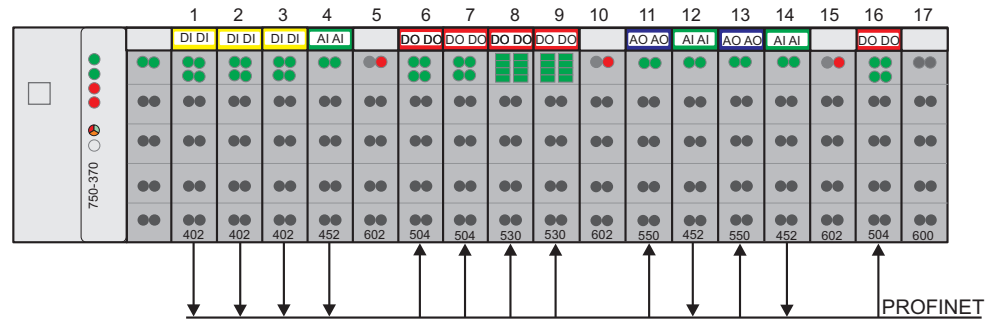 1 2 3 4 5 6 7 8 9 10 11 12 13 14 15 16 17
DI DI DI DI DI DI AI AI DO DO DO DO DO DO DO DO AO AO AI AI AO AO AI AI DO DO
750-370
402 402 402 452 602 504 504 530 530 602 550 452 550 452 602 504 600
PROFINET